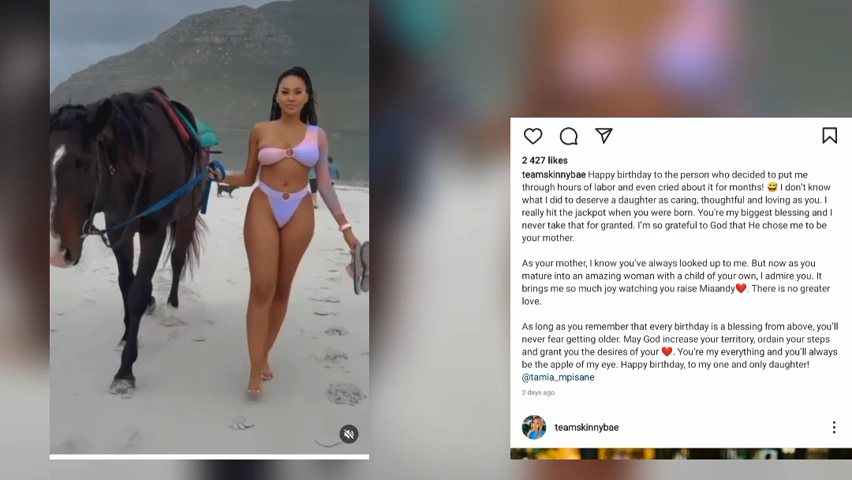 2 427 likes
teamskinnybae Happy birthday to the person who decided to put me
through hours of labor and even cried about it for months! 😅 I don't know
what I did to deserve a daughter as caring, thoughtful and loving as you. I
really hit the jackpot when you were born. You're my biggest blessing and I
never take that for granted. I'm so grateful to God that He chose me to be
your mother.
As your mother, I know you've always looked up to me. But now as you
mature into an amazing woman with a child of your own, I admire you. It
brings me so much joy watching you raise Miaandy❤️. There is no greater
love.
As long as you remember that every birthday is a blessing from above, you'll
never fear getting older. May God increase your territory, ordain your steps
and grant you the desires of your ❤️. You're my everything and you'll always
be the apple of my eye. Happy birthday, to my one and only daughter!
@tamia_mpisane
2 days ago
teamskinnybae